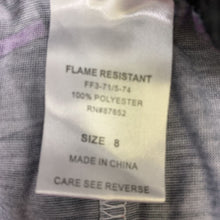 FLAME RESISTANT
FF3-71/5-74
100% POLYESTER
RN#87652
SIZE 8
MADE IN CHINA
CARE SEE REVERSE